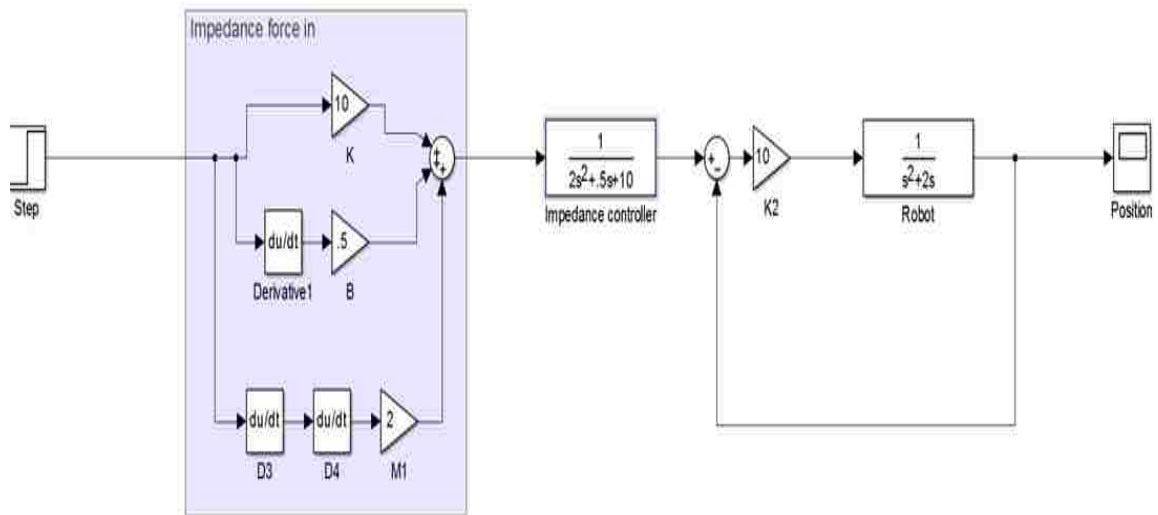 Impedance force in
10
K
Step
du/dt
Derivative1
.5
B
du/dt
D3
du/dt
D4
2
M1
+
+
+
1
2s²+.5s+10
Impedance controller
+
−
10
K2
1
s²+2s
Robot
Position